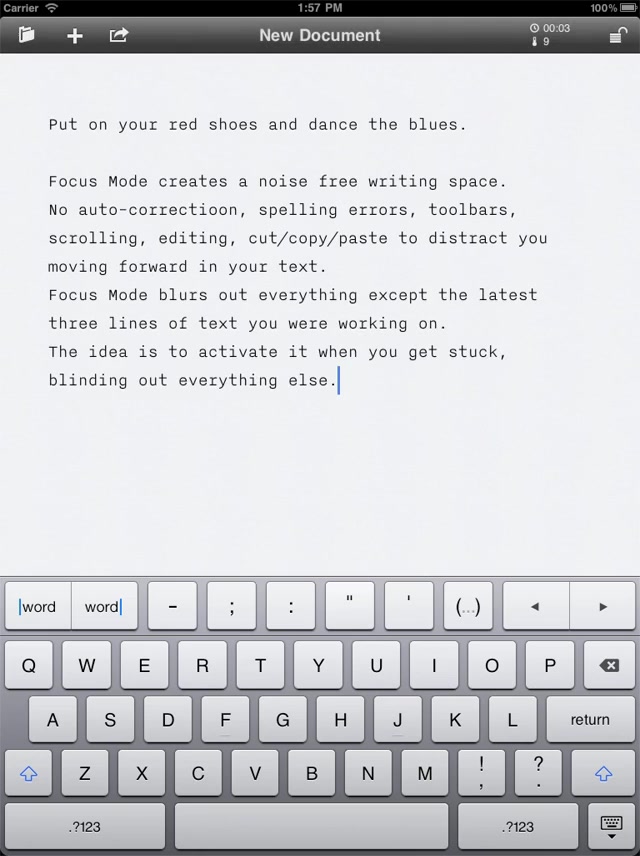 Carrier 1:57 PM 100%
New Document 00:03
9
Put on your red shoes and dance the blues.
Focus Mode creates a noise free writing space.
No auto-correctioon, spelling errors, toolbars,
scrolling, editing, cut/copy/paste to distract you
moving forward in your text.
Focus Mode blurs out everything except the latest
three lines of text you were working on.
The idea is to activate it when you get stuck,
blinding out everything else.
word word - ; : " ' (...)
Q W E R T Y U I O P
A S D F G H J K L return
Z X C V B N M ! , ? .
.?123 .?123